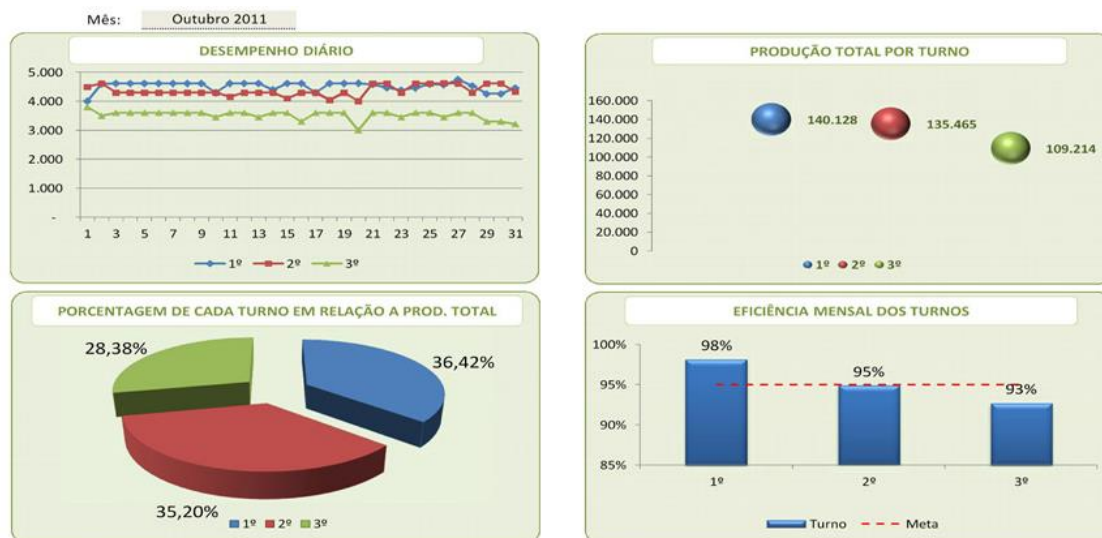 Mês: Outubro 2011
DESEMPENHO DIÁRIO
5.000
4.000
3.000
2.000
1.000
-
1 3 5 7 9 11 13 15 17 19 21 23 25 27 29 31
1º 2º 3º
PRODUÇÃO TOTAL POR TURNO
160.000
140.000
120.000
100.000
80.000
60.000
40.000
20.000
0
140.128
135.465
109.214
1º 2º 3º
PORCENTAGEM DE CADA TURNO EM RELAÇÃO A PROD. TOTAL
28,38%
36,42%
35,20%
1º 2º 3º
EFICIÊNCIA MENSAL DOS TURNOS
100%
95%
90%
85%
98%
95%
93%
1º 2º 3º
Turno Meta